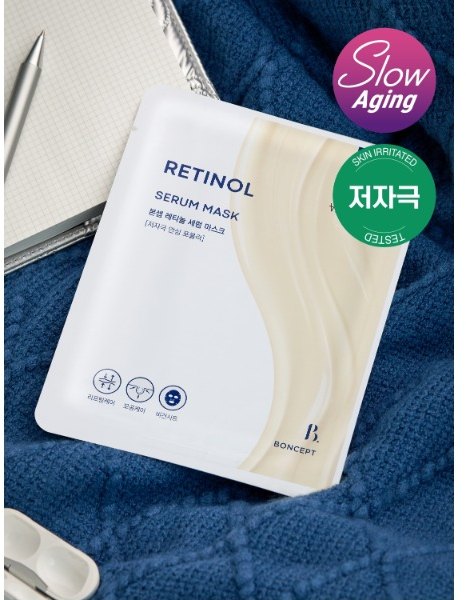 Slow
Aging
SKIN IRRITATED
저자극
TESTED
RETINOL
SERUM MASK
본셉 레티놀 세럼 마스크
[저자극 안심 포뮬러]
리프팅케어
모공케어
비건시트
B.
BONCEPT